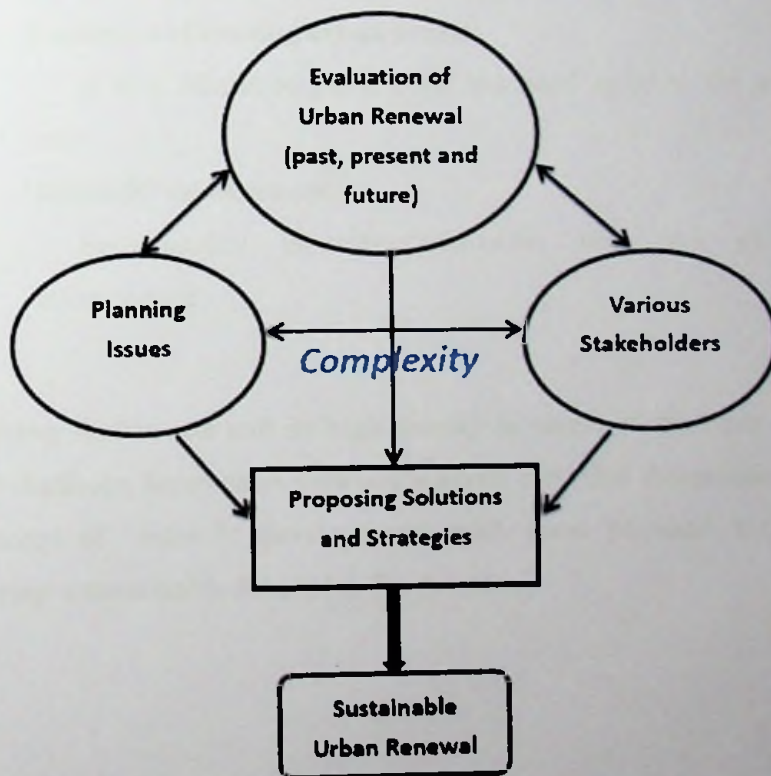 Evaluation of
Urban Renewal
(past, present and
future)
Planning
Issues
Various
Stakeholders
Complexity
Proposing Solutions
and Strategies
Sustainable
Urban Renewal